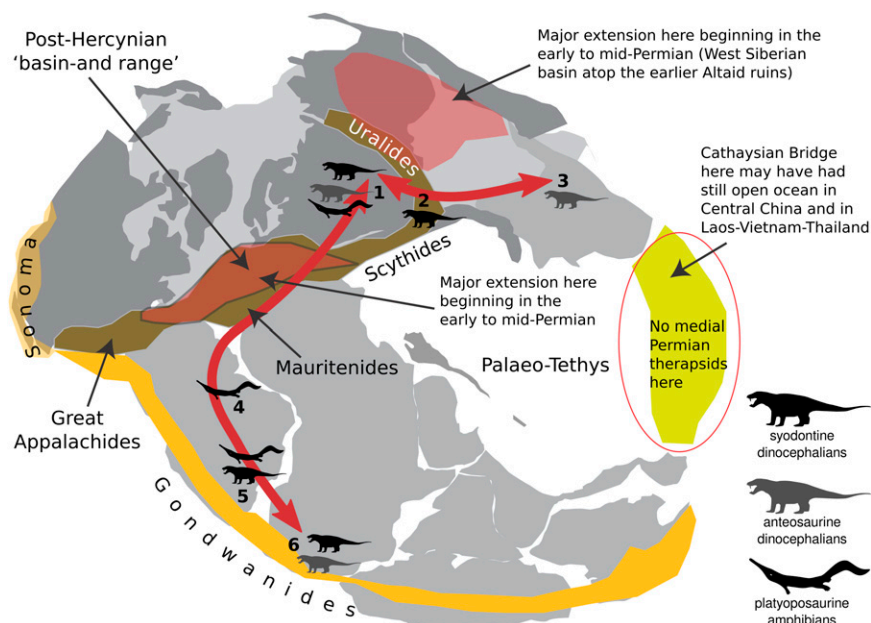 Post-Hercynian
‘basin-and range’
Major extension here beginning in the
early to mid-Permian (West Siberian
basin atop the earlier Altaid ruins)
Uralides
Cathaysian Bridge
here may have had
still open ocean in
Central China and in
Laos-Vietnam-Thailand
1
2
3
Scythides
Sonoma
Major extension here
beginning in the
early to mid-Permian
Mauritenides
Palaeo-Tethys
No medial
Permian
therapsids
here
Great
Appalachides
4
5
6
Gondwanides
syodontine
dinocephalians
anteosaurine
dinocephalians
platyoposaurine
amphibians